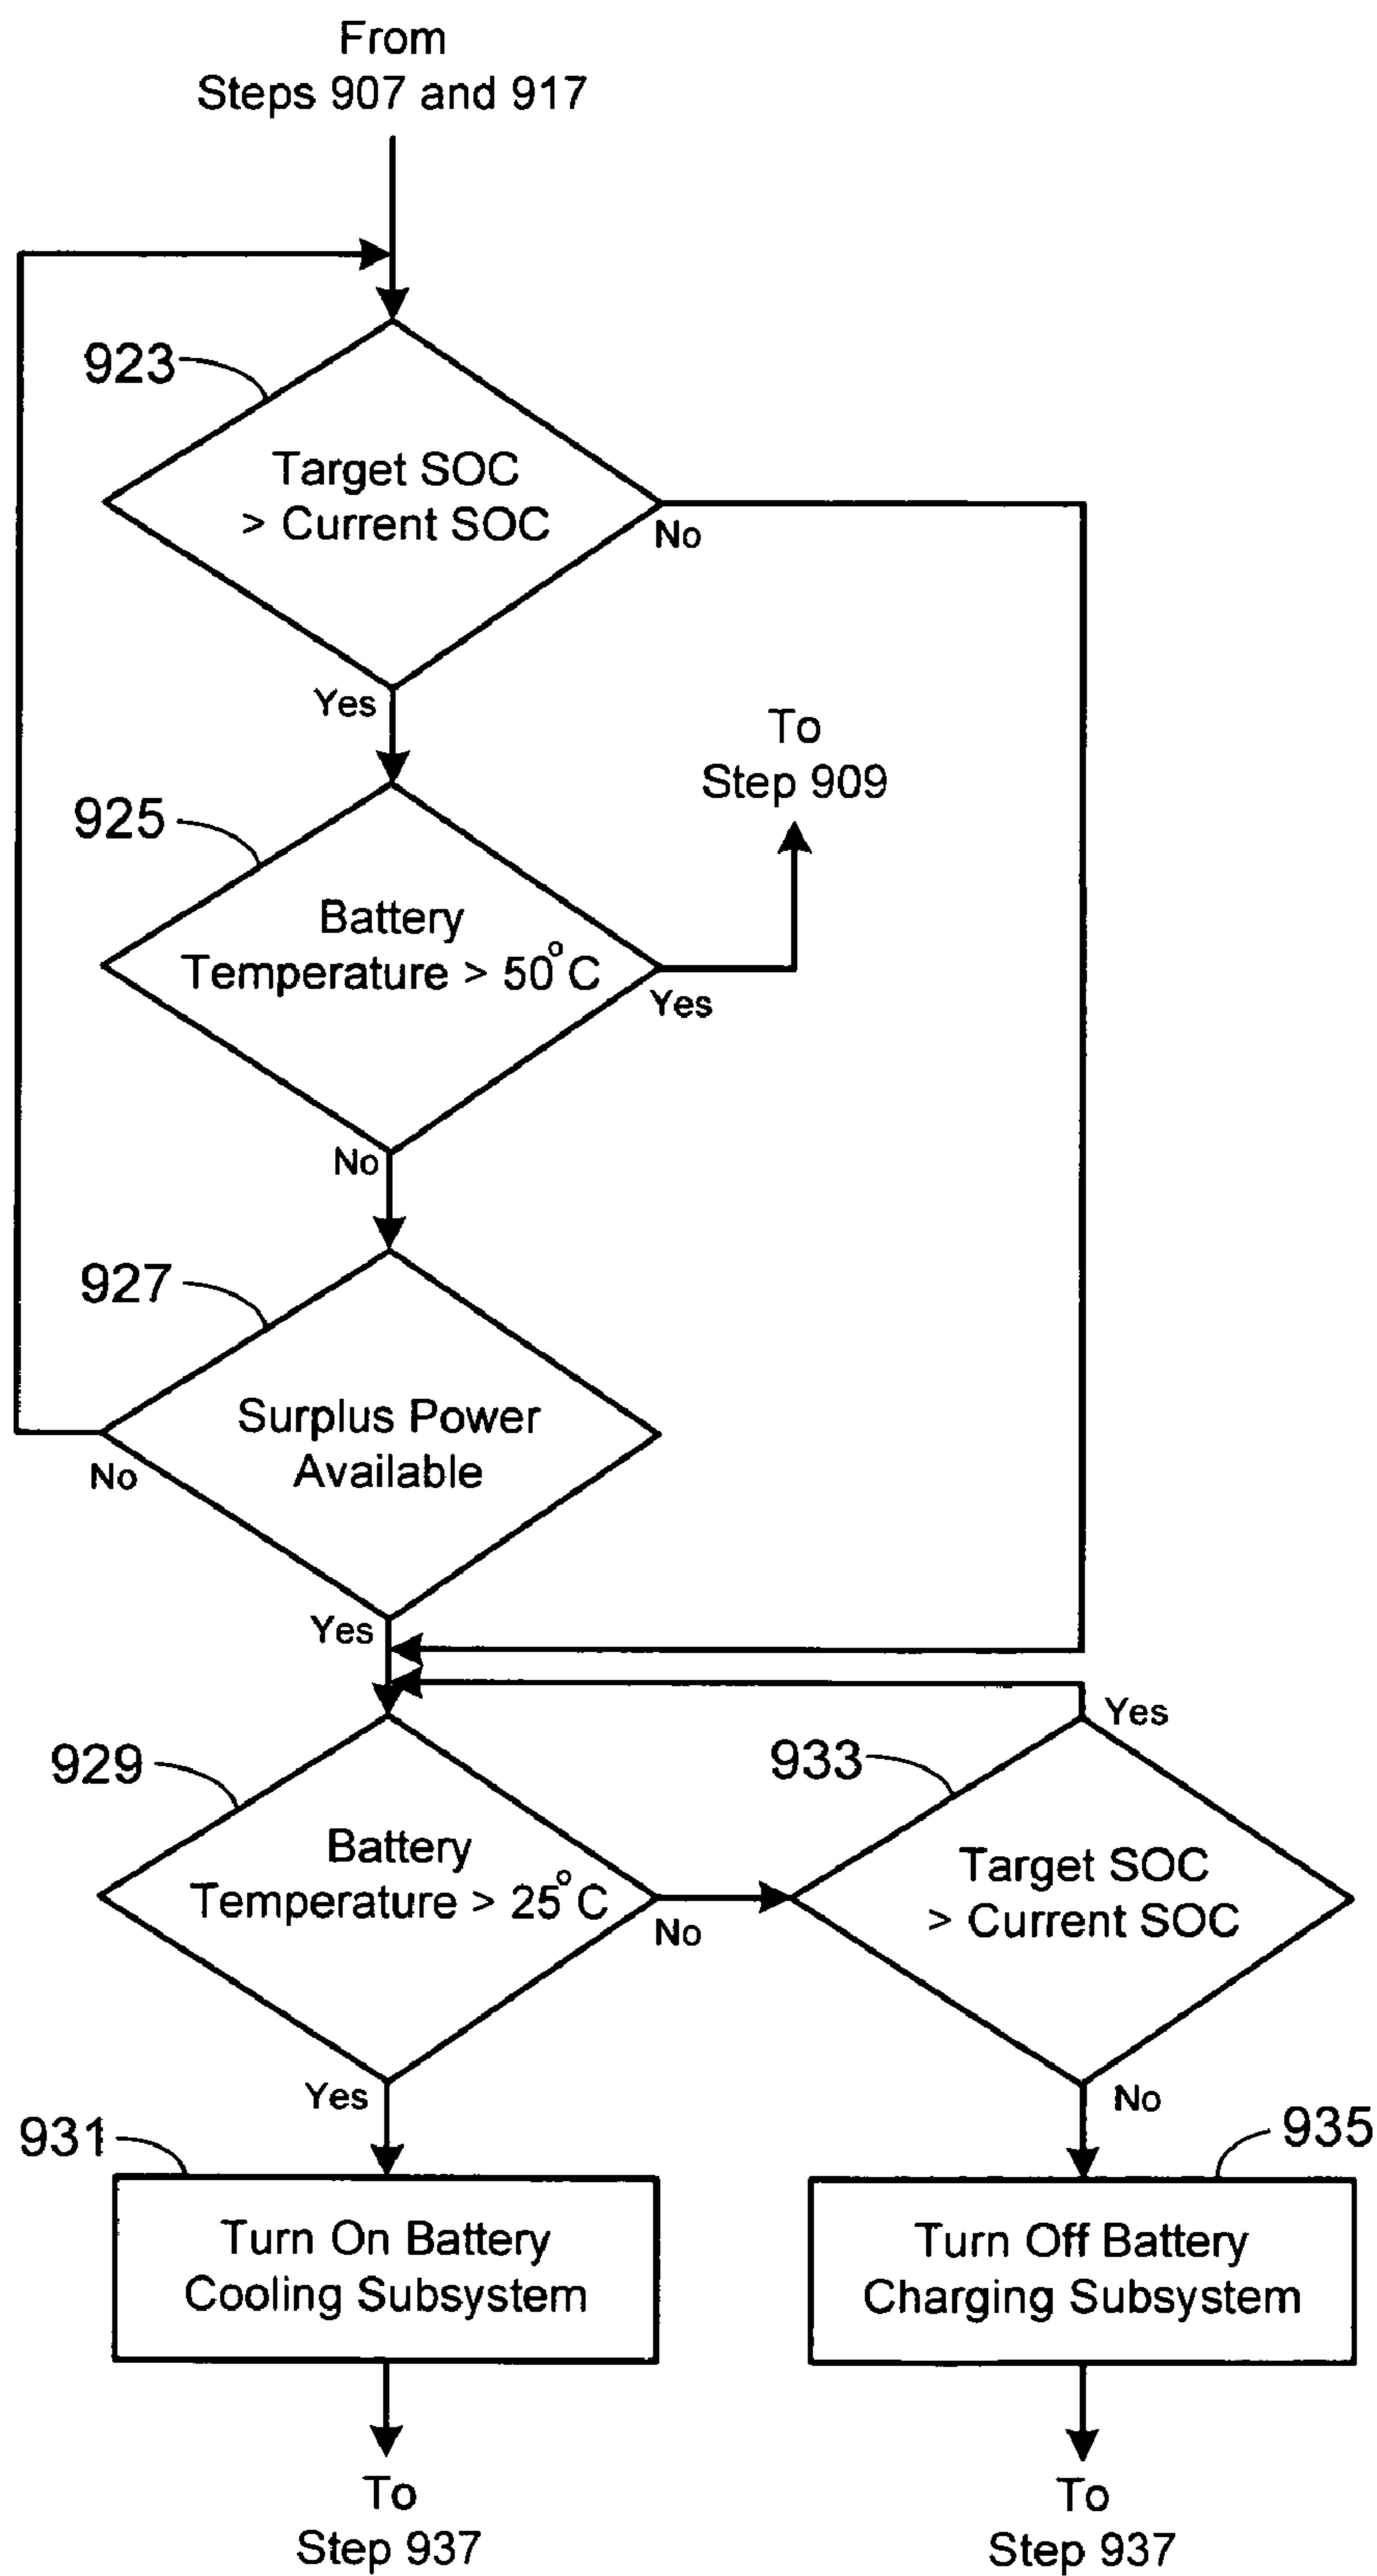 From
Steps 907 and 917
923
Target SOC
> Current SOC
No
Yes
To
Step 909
925
Battery
Temperature > 50°C
Yes
No
927
Surplus Power
Available
No
Yes
929
Battery
Temperature > 25°C
No
Yes
933
Yes
Target SOC
> Current SOC
No
931
Turn On Battery
Cooling Subsystem
935
Turn Off Battery
Charging Subsystem
To
Step 937
To
Step 937